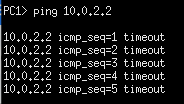 PC1> ping 10.0.2.2
10.0.2.2 icmp_seq=1 timeout
10.0.2.2 icmp_seq=2 timeout
10.0.2.2 icmp_seq=3 timeout
10.0.2.2 icmp_seq=4 timeout
10.0.2.2 icmp_seq=5 timeout